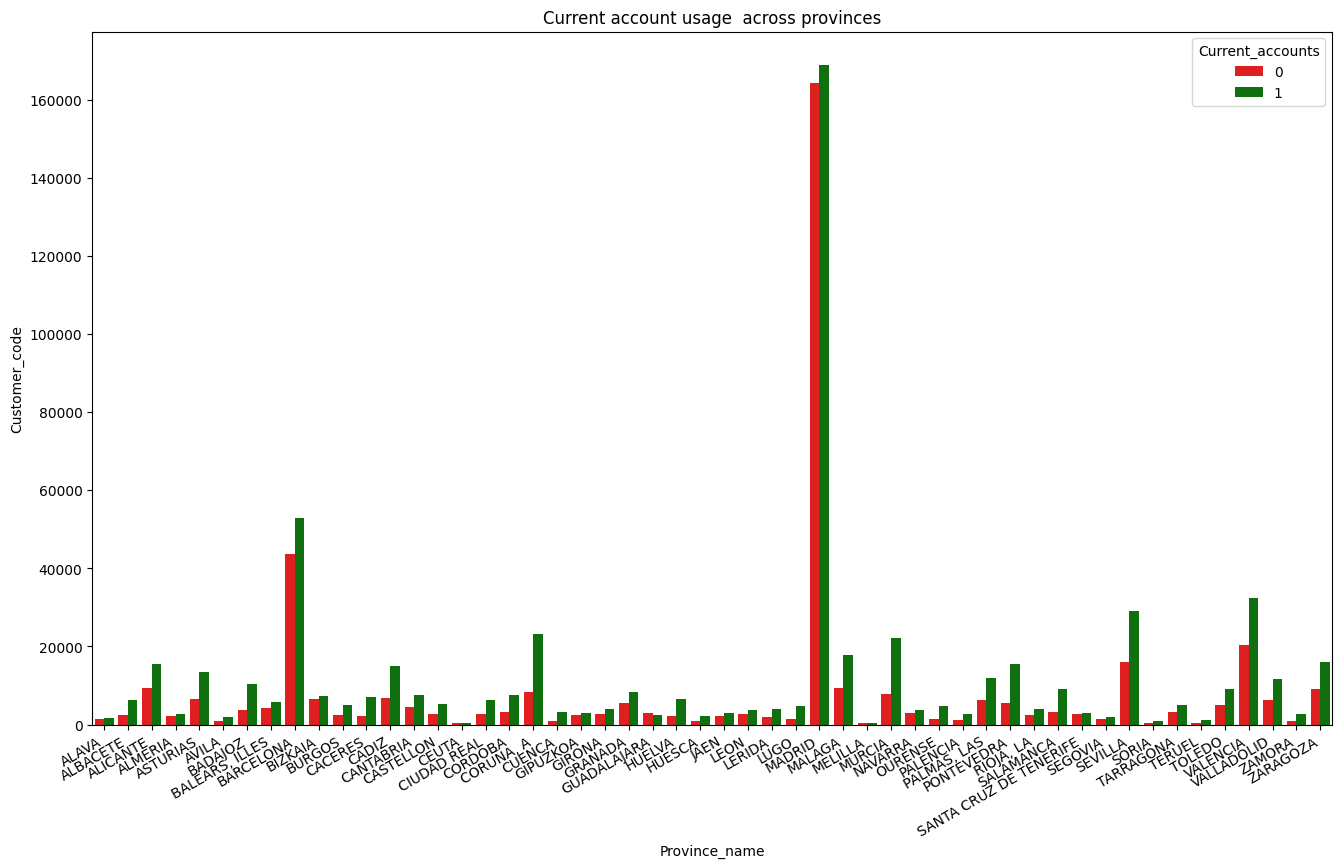 Current account usage  across provinces
Current_accounts
0
1
Customer_code
160000
140000
120000
100000
80000
60000
40000
20000
0
ALAVA
ALBACETE
ALICANTE
ALMERIA
ASTURIAS
AVILA
BADAJOZ
BALEARS, ILLES
BARCELONA
BIZKAIA
BURGOS
CACERES
CADIZ
CANTABRIA
CASTELLON
CEUTA
CIUDAD REAL
CORDOBA
CORUÑA, A
CUENCA
GIPUZKOA
GIRONA
GRANADA
GUADALAJARA
HUELVA
HUESCA
JAEN
LEON
LERIDA
LUGO
MADRID
MALAGA
MELILLA
MURCIA
NAVARRA
OURENSE
PALENCIA
PALMAS, LAS
PONTEVEDRA
RIOJA, LA
SALAMANCA
SANTA CRUZ DE TENERIFE
SEGOVIA
SEVILLA
SORIA
TARRAGONA
TERUEL
TOLEDO
VALENCIA
VALLADOLID
ZAMORA
ZARAGOZA
Province_name